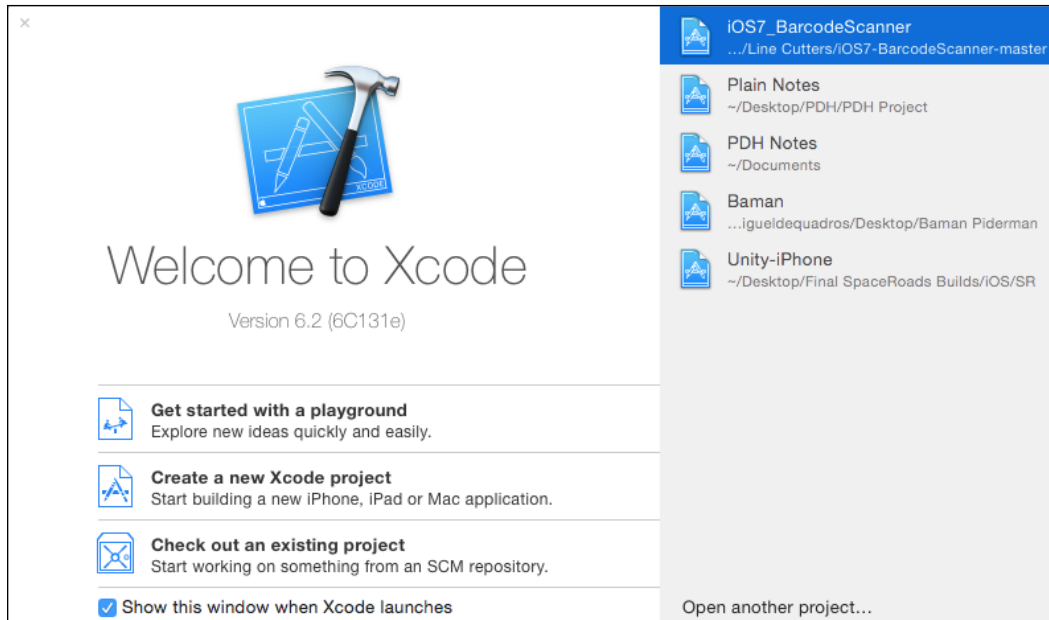 XCODE
Welcome to Xcode
Version 6.2 (6C131e)
Get started with a playground
Explore new ideas quickly and easily.
Create a new Xcode project
Start building a new iPhone, iPad or Mac application.
Check out an existing project
Start working on something from an SCM repository.
Show this window when Xcode launches
iOS7_BarcodeScanner
.../Line Cutters/iOS7-BarcodeScanner-master
Plain Notes
~/Desktop/PDH/PDH Project
PDH Notes
~/Documents
Baman
...igueldequadros/Desktop/Baman Piderman
Unity-iPhone
~/Desktop/Final SpaceRoads Builds/iOS/SR
Open another project...